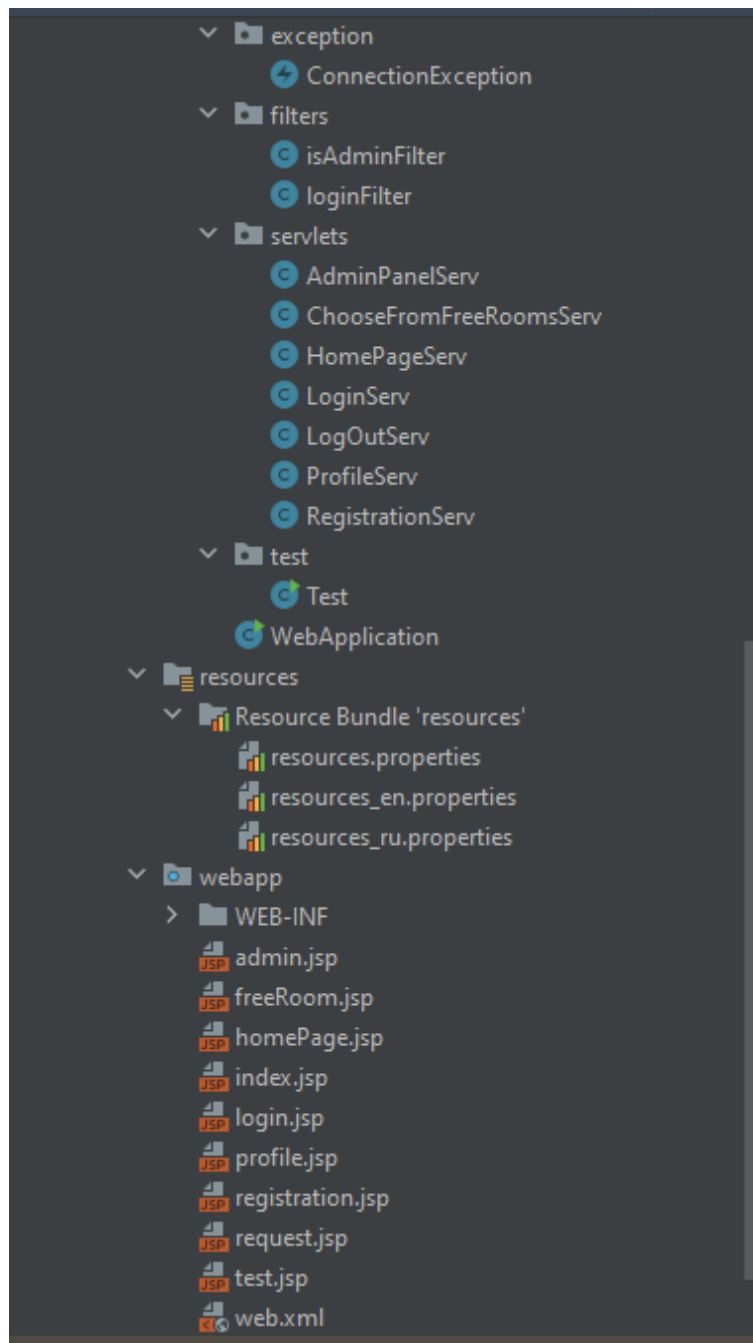 exception
ConnectionException
filters
isAdminFilter
loginFilter
servlets
AdminPanelServ
ChooseFromFreeRoomsServ
HomePageServ
LoginServ
LogOutServ
ProfileServ
RegistrationServ
test
Test
WebApplication
resources
Resource Bundle 'resources'
resources.properties
resources_en.properties
resources_ru.properties
webapp
WEB-INF
admin.jsp
freeRoom.jsp
homePage.jsp
index.jsp
login.jsp
profile.jsp
registration.jsp
request.jsp
test.jsp
web.xml